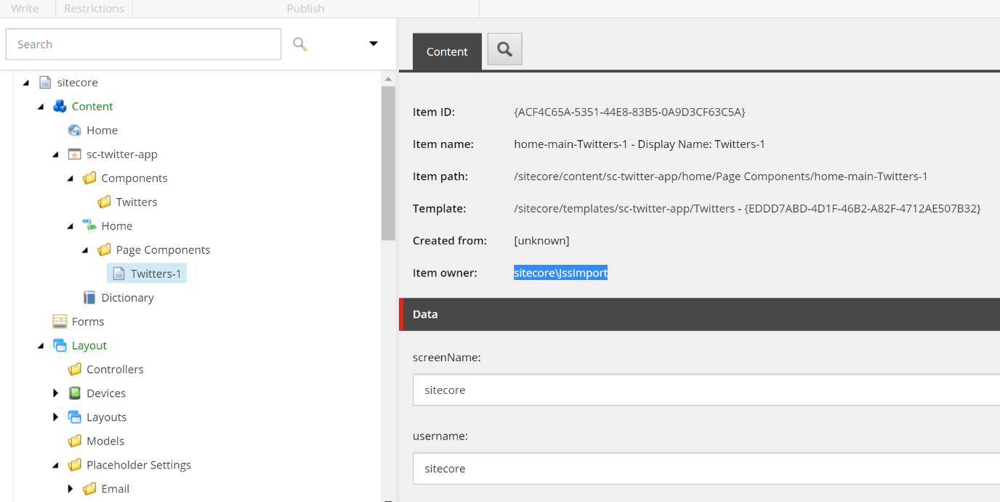 Write Restrictions Publish
Search
sitecore
Content
Home
sc-twitter-app
Components
Twitters
Home
Page Components
Twitters-1
Dictionary
Forms
Layout
Controllers
Devices
Layouts
Models
Placeholder Settings
Email
Content
Item ID: {ACF4C65A-5351-44E8-83B5-0A9D3CF63C5A}
Item name: home-main-Twitters-1 - Display Name: Twitters-1
Item path: /sitecore/content/sc-twitter-app/home/Page Components/home-main-Twitters-1
Template: /sitecore/templates/sc-twitter-app/Twitters - {EDDD7ABD-4D1F-46B2-A82F-4712AE507B32}
Created from: [unknown]
Item owner: sitecore\JssImport
Data
screenName:
sitecore
username:
sitecore